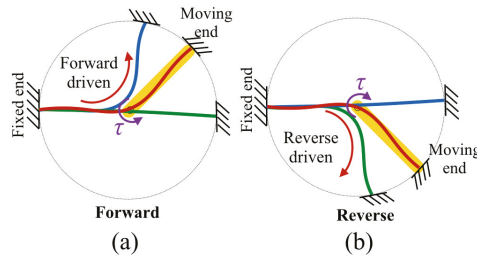 Moving
end
Forward
driven
Fixed end
τ
Forward
(a)
Fixed end
τ
Reverse
driven
Moving
end
Reverse
(b)